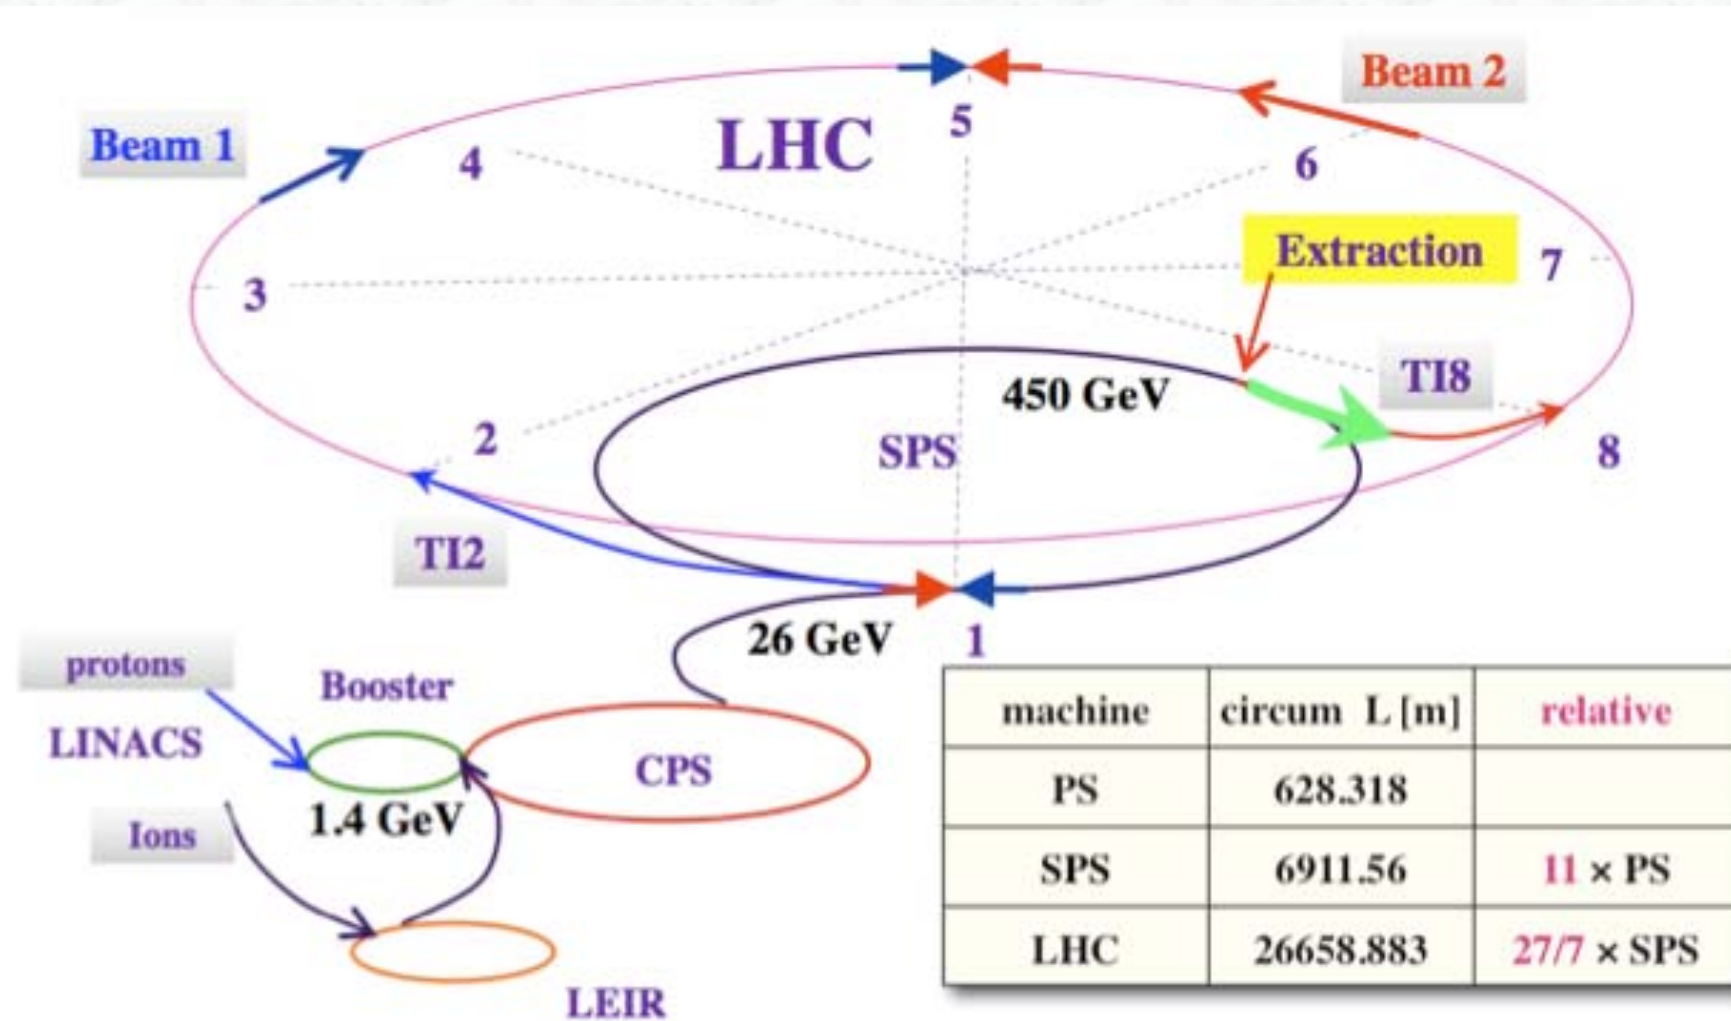 Beam 1
LHC
5
Beam 2
4
6
Extraction
7
3
TI8
450 GeV
2
SPS
8
TI2
26 GeV
1
protons
Booster
LINACS
CPS
1.4 GeV
Ions
LEIR
machine circum L [m] relative
PS 628.318
SPS 6911.56 11 × PS
LHC 26658.883 27/7 × SPS